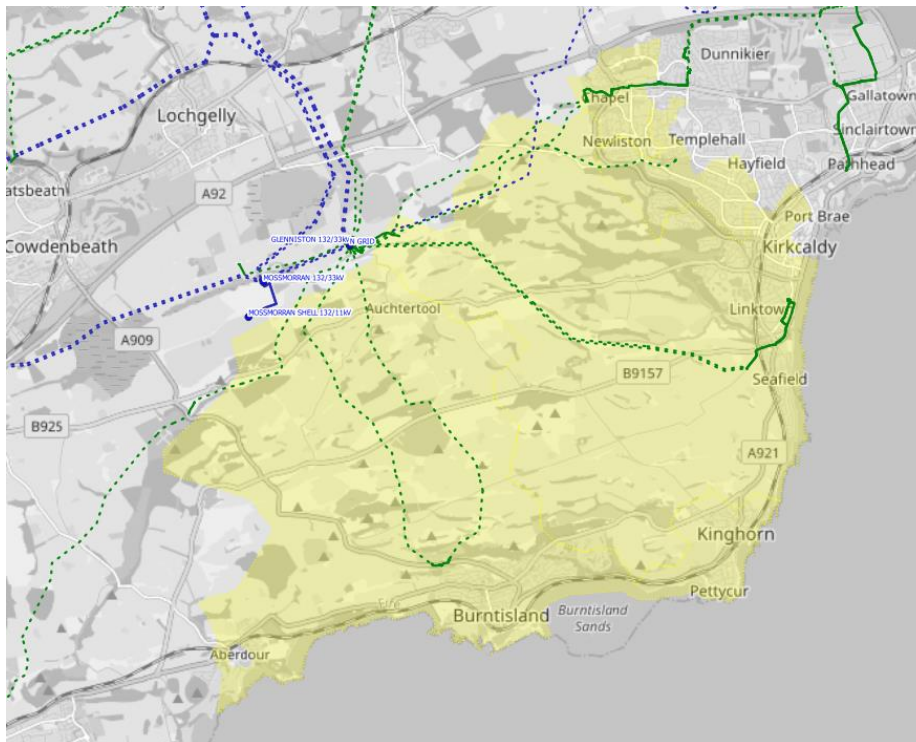 Dunnikier
Chapel
Gallatown
Lochgelly
Sinclairtown
Newliston
Templehall
Hayfield
Pathhead
A92
atsbeath
Port Brae
GLENNISTON 132/33kV
N GRID
Cowdenbeath
Kirkcaldy
MOSSMORRAN 132/33kV
Auchtertool
Linktow
MOSSMORRAN SHELL 132/11kV
A909
B9157
Seafield
B925
A921
Kinghorn
Pettycur
Fife
Burntisland
Burntisland
Sands
Aberdour